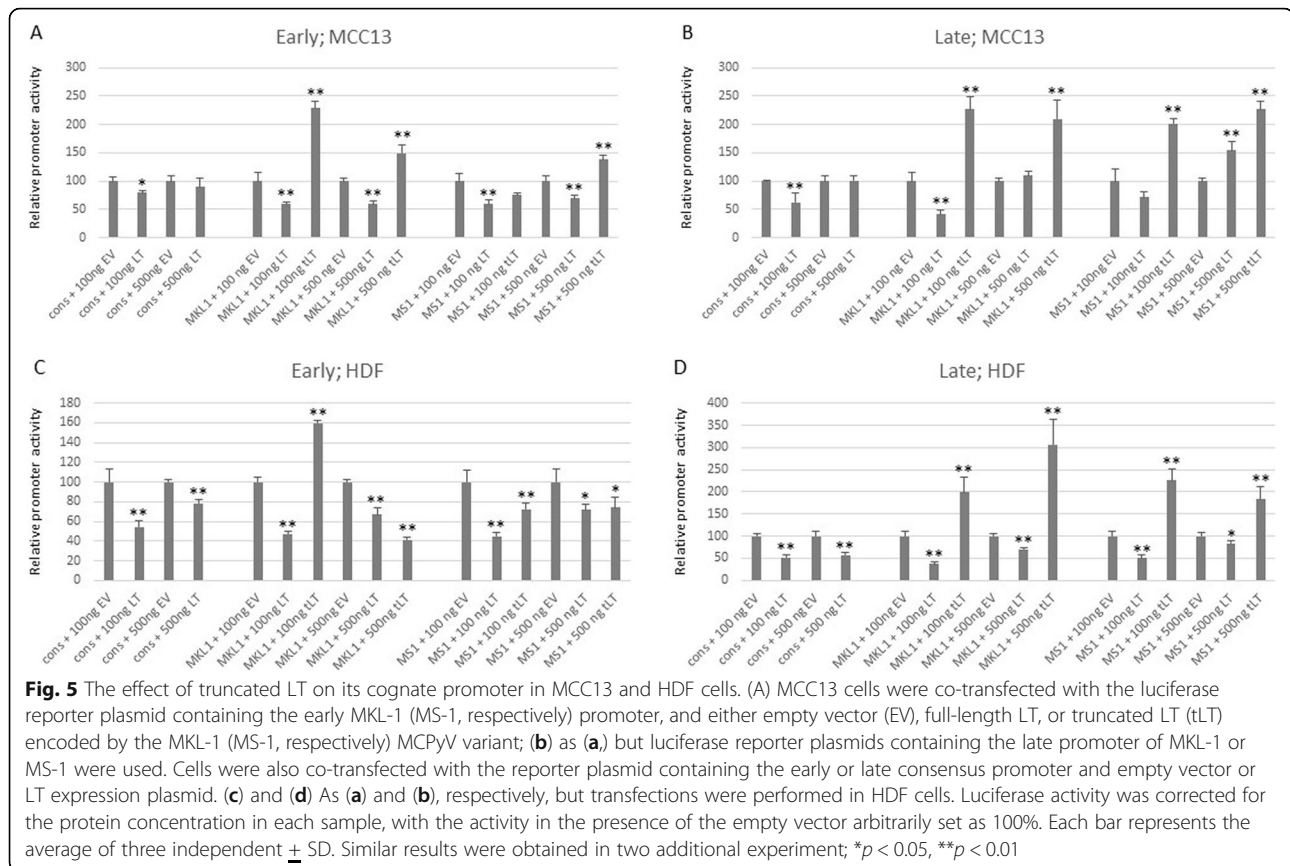 A
Early; MCC13
Relative promoter activity
300
250
200
150
100
50
0
* ** ** ** ** ** ** **
cons + 100ng EV
cons + 100ng LT
cons + 500ng EV
cons + 500ng LT
MKL1 + 100 ng EV
MKL1 + 100ng LT
MKL1 + 100ng tLT
MKL1 + 500ng EV
MKL1 + 500ng LT
MKL1 + 500 ng tLT
MS1 + 100ng EV
MS1 + 100 ng LT
MS1 + 100 ng tLT
MS1 + 500 ng EV
MS1 + 500 ng LT
MS1 + 500 ng tLT
B
Late; MCC13
Relative promoter activity
300
250
200
150
100
50
0
** ** ** ** ** ** **
cons + 100ng EV
cons + 100ng LT
cons + 500ng EV
cons + 500ng LT
MKL1 + 100ng EV
MKL1 + 100 ng LT
MKL1 + 100 ng tLT
MKL1 + 500 ng EV
MKL1 + 500 ng LT
MKL1 + 500 ng tLT
MS1 + 100ng EV
MS1 + 100ng LT
MS1 + 100ng tLT
MS1 + 500ng EV
MS1 + 500ng LT
MS1 + 500ng tLT
C
Early; HDF
Relative promoter activity
180
160
140
120
100
80
60
40
20
0
** ** ** ** ** ** ** ** * *
cons + 100ng EV
cons + 100ng LT
cons + 500ng EV
cons + 500ng LT
MKL1 + 100ng EV
MKL1 + 100ng LT
MKL1 + 100ng tLT
MKL1 + 500ng EV
MKL1 + 500ng LT
MKL1 + 500ng tLT
MS1 + 100 ng EV
MS1 + 100 ng LT
MS1 + 100 ng tLT
MS1 + 500 ng EV
MS1 + 500 ng LT
MS1 + 500 ng tLT
D
Late; HDF
Relative promoter activity
400
350
300
250
200
150
100
50
0
** ** ** ** ** ** ** ** * **
cons + 100 ng EV
cons + 100 ng LT
cons + 500 ng EV
cons + 500 ng LT
MKL1 + 100ng EV
MKL1 + 100ng LT
MKL1 + 100ng tLT
MKL1 + 500ng EV
MKL1 + 500ng LT
MKL1 + 500ng tLT
MS1 + 100ng EV
MS1 + 100ng LT
MS1 + 100ng tLT
MS1 + 500ng EV
MS1 + 500ng LT
MS1 + 500ng tLT
Fig. 5 The effect of truncated LT on its cognate promoter in MCC13 and HDF cells. (A) MCC13 cells were co-transfected with the luciferase
reporter plasmid containing the early MKL-1 (MS-1, respectively) promoter, and either empty vector (EV), full-length LT, or truncated LT (tLT)
encoded by the MKL-1 (MS-1, respectively) MCPyV variant; (b) as (a,) but luciferase reporter plasmids containing the late promoter of MKL-1 or
MS-1 were used. Cells were also co-transfected with the reporter plasmid containing the early or late consensus promoter and empty vector or
LT expression plasmid. (c) and (d) As (a) and (b), respectively, but transfections were performed in HDF cells. Luciferase activity was corrected for
the protein concentration in each sample, with the activity in the presence of the empty vector arbitrarily set as 100%. Each bar represents the
average of three independent + SD. Similar results were obtained in two additional experiment; *p < 0.05, **p < 0.01